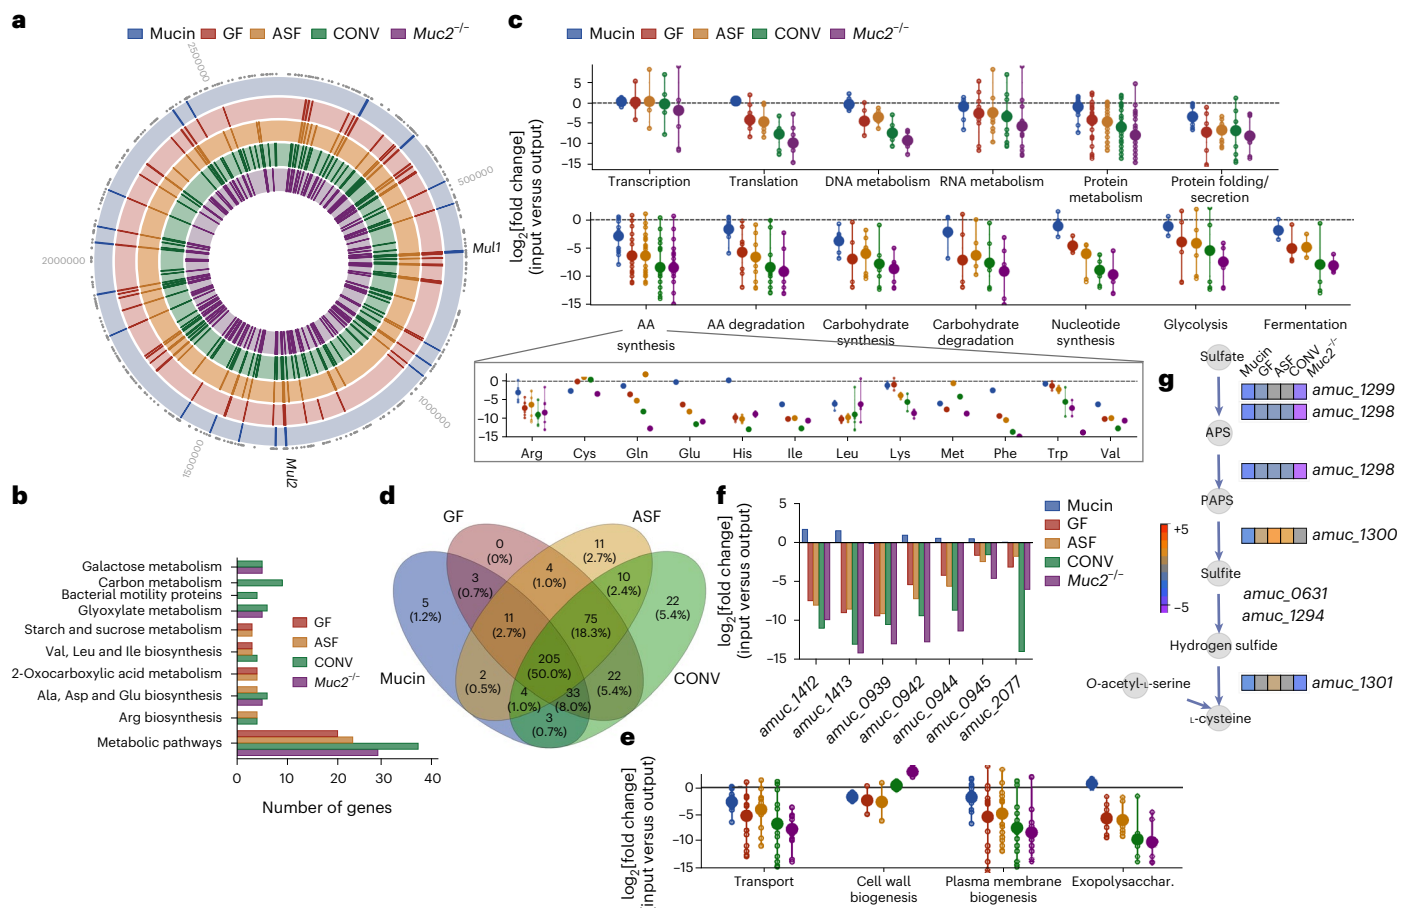 a
Mucin GF ASF CONV Muc2−/−
2500000
500000
Mul1
2000000
1000000
1500000
Mul2
b
Galactose metabolism
Carbon metabolism
Bacterial motility proteins
Glyoxylate metabolism
Starch and sucrose metabolism
Val, Leu and Ile biosynthesis
2-Oxocarboxylic acid metabolism
Ala, Asp and Glu biosynthesis
Arg biosynthesis
Metabolic pathways
GF
ASF
CONV
Muc2−/−
0 10 20 30 40
Number of genes
c
Mucin GF ASF CONV Muc2−/−
log2[fold change]
(input versus output)
5
0
−5
−10
−15
Transcription Translation DNA metabolism RNA metabolism Protein metabolism Protein folding/secretion
0
−5
−10
−15
AA synthesis AA degradation Carbohydrate synthesis Carbohydrate degradation Nucleotide synthesis Glycolysis Fermentation
0
−5
−10
−15
Arg Cys Gln Glu His Ile Leu Lys Met Phe Trp Val
d
GF
ASF
Mucin
CONV
0
(0%)
11
(2.7%)
4
(1.0%)
3
(0.7%)
10
(2.4%)
5
(1.2%)
22
(5.4%)
11
(2.7%)
75
(18.3%)
205
(50.0%)
2
(0.5%)
22
(5.4%)
4
(1.0%)
33
(8.0%)
3
(0.7%)
e
log2[fold change]
(input versus output)
0
−5
−10
−15
Transport Cell wall biogenesis Plasma membrane biogenesis Exopolysacchar.
f
log2[fold change]
(input versus output)
5
0
−5
−10
−15
Mucin
GF
ASF
CONV
Muc2−/−
amuc_1412
amuc_1413
amuc_0939
amuc_0942
amuc_0944
amuc_0945
amuc_2077
g
Mucin
GF
ASF
CONV
Muc2−/−
Sulfate
amuc_1299
amuc_1298
APS
amuc_1298
PAPS
+5
−5
amuc_1300
Sulfite
amuc_0631
amuc_1294
Hydrogen sulfide
O-acetyl-L-serine
amuc_1301
L-cysteine